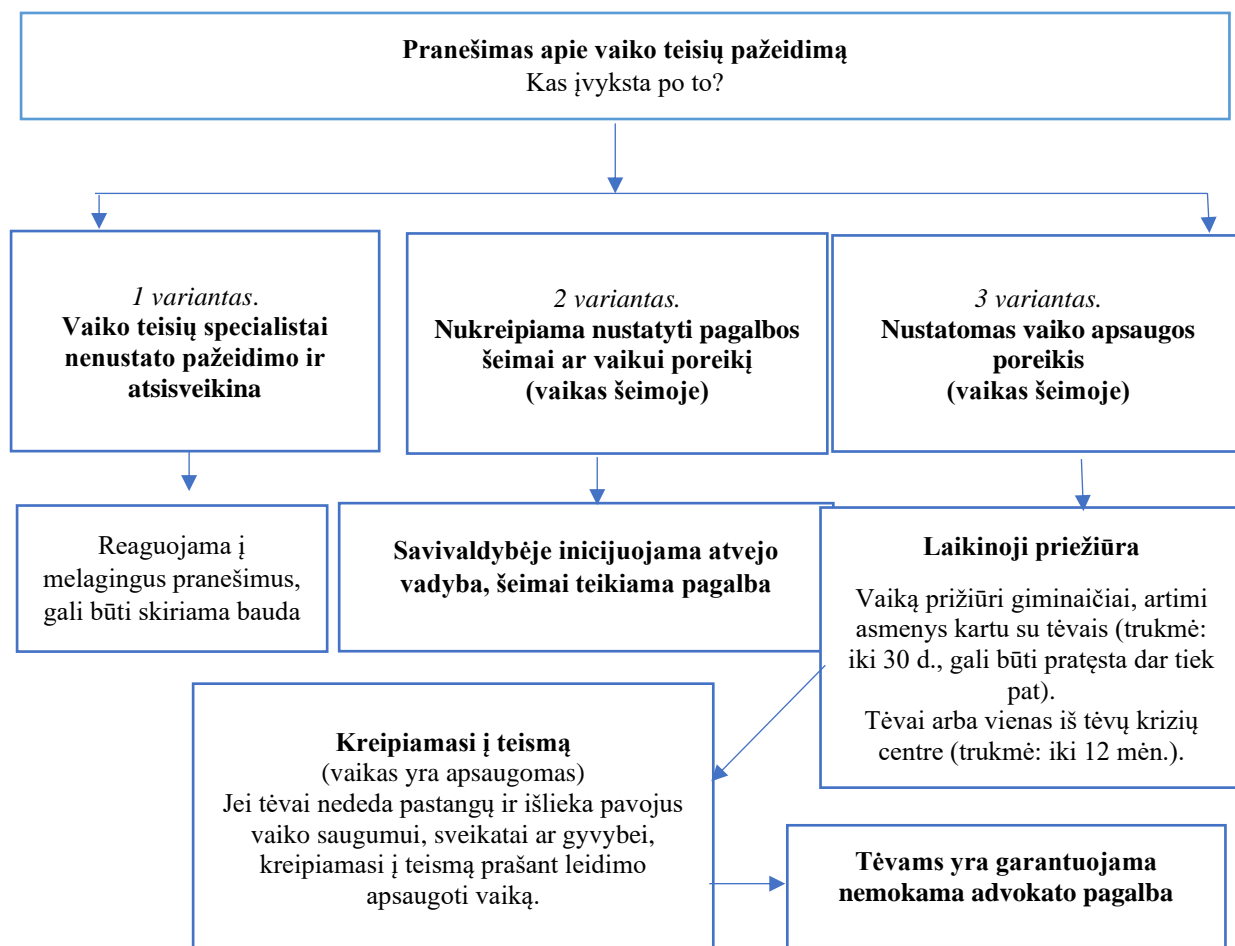 Pranešimas apie vaiko teisių pažeidimą
Kas įvyksta po to?
1 variantas.
Vaiko teisių specialistai
nenustato pažeidimo ir
atsisveikina
2 variantas.
Nukreipiama nustatyti pagalbos
šeimai ar vaikui poreikį
(vaikas šeimoje)
3 variantas.
Nustatomas vaiko apsaugos
poreikis
(vaikas šeimoje)
Reaguojama į
melagingus pranešimus,
gali būti skiriama bauda
Savivaldybėje inicijuojama atvejo
vadyba, šeimai teikiama pagalba
Laikinoji priežiūra
Vaiką prižiūri giminaičiai, artimi
asmenys kartu su tėvais (trukmė:
iki 30 d., gali būti pratęsta dar tiek
pat).
Tėvai arba vienas iš tėvų krizių
centre (trukmė: iki 12 mėn.).
Kreipiamasi į teismą
(vaikas yra apsaugomas)
Jei tėvai nededa pastangų ir išlieka pavojus
vaiko saugumui, sveikatai ar gyvybei,
kreipiamasi į teismą prašant leidimo
apsaugoti vaiką.
Tėvams yra garantuojama
nemokama advokato pagalba